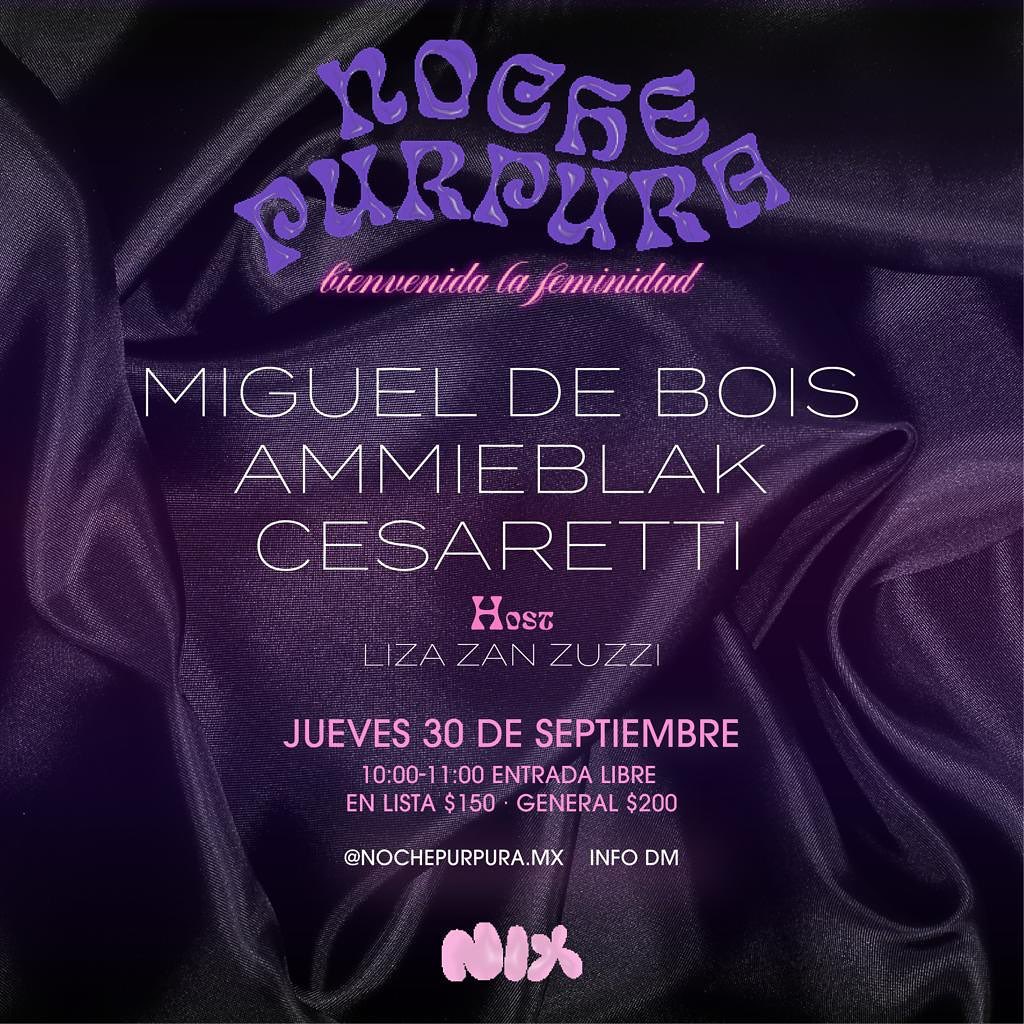 NOCHE
PURPURA
bienvenida la feminidad
MIGUEL DE BOIS
AMMIEBLAK
CESARETTI
HOST
LIZA ZAN ZUZZI
JUEVES 30 DE SEPTIEMBRE
10:00-11:00 ENTRADA LIBRE
EN LISTA $150 · GENERAL $200
@NOCHEPURPURA.MX INFO DM
NIX